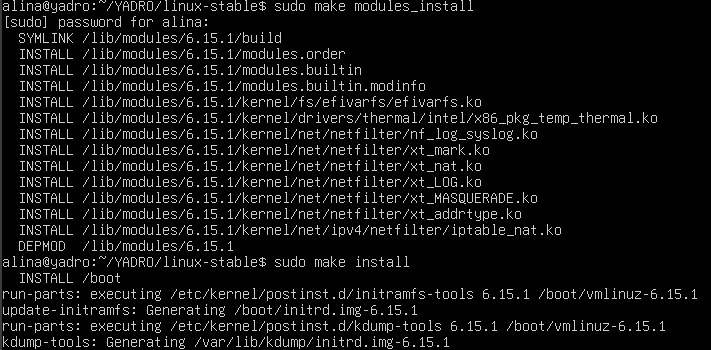 alina@yadro:~/YADRO/linux-stable$ sudo make modules_install
[sudo] password for alina:
  SYMLINK /lib/modules/6.15.1/build
  INSTALL /lib/modules/6.15.1/modules.order
  INSTALL /lib/modules/6.15.1/modules.builtin
  INSTALL /lib/modules/6.15.1/modules.builtin.modinfo
  INSTALL /lib/modules/6.15.1/kernel/fs/efivarfs/efivarfs.ko
  INSTALL /lib/modules/6.15.1/kernel/drivers/thermal/intel/x86_pkg_temp_thermal.ko
  INSTALL /lib/modules/6.15.1/kernel/net/netfilter/nf_log_syslog.ko
  INSTALL /lib/modules/6.15.1/kernel/net/netfilter/xt_mark.ko
  INSTALL /lib/modules/6.15.1/kernel/net/netfilter/xt_nat.ko
  INSTALL /lib/modules/6.15.1/kernel/net/netfilter/xt_LOG.ko
  INSTALL /lib/modules/6.15.1/kernel/net/netfilter/xt_MASQUERADE.ko
  INSTALL /lib/modules/6.15.1/kernel/net/netfilter/xt_addrtype.ko
  INSTALL /lib/modules/6.15.1/kernel/net/ipv4/netfilter/iptable_nat.ko
  DEPMOD  /lib/modules/6.15.1
alina@yadro:~/YADRO/linux-stable$ sudo make install
  INSTALL /boot
run-parts: executing /etc/kernel/postinst.d/initramfs-tools 6.15.1 /boot/vmlinuz-6.15.1
update-initramfs: Generating /boot/initrd.img-6.15.1
run-parts: executing /etc/kernel/postinst.d/kdump-tools 6.15.1 /boot/vmlinuz-6.15.1
kdump-tools: Generating /var/lib/kdump/initrd.img-6.15.1